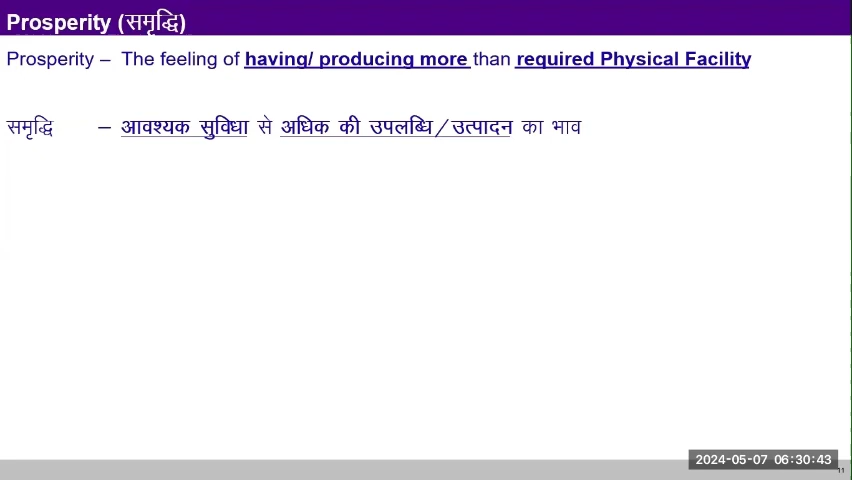 Prosperity (समृद्धि)
Prosperity – The feeling of having/ producing more than required Physical Facility
समृद्धि – आवश्यक सुविधा से अधिक की उपलब्धि/उत्पादन का भाव
2024-05-07 06:30:43
11